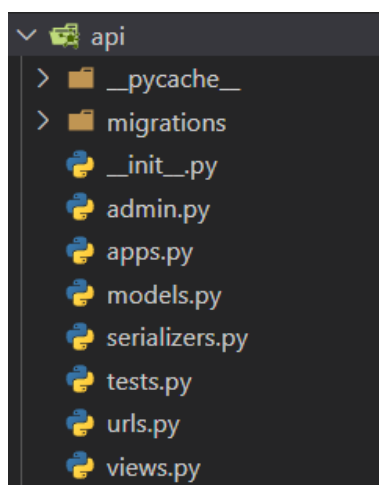 api
__pycache__
migrations
__init__.py
admin.py
apps.py
models.py
serializers.py
tests.py
urls.py
views.py